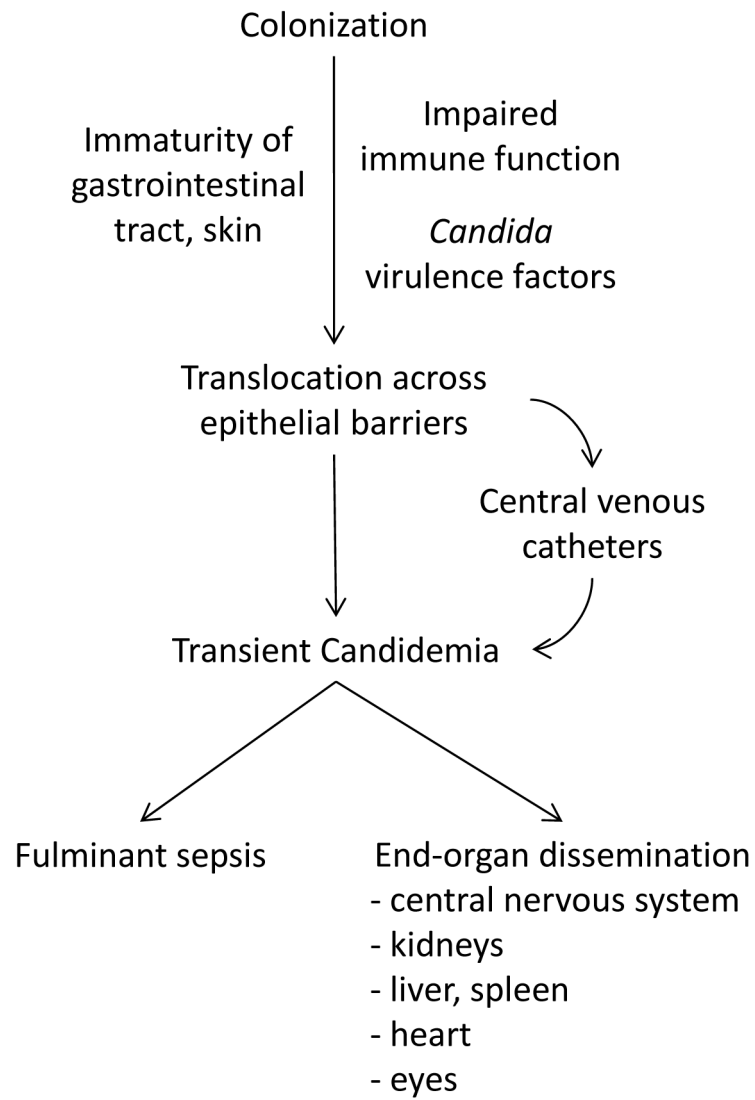 Colonization
Immaturity of
gastrointestinal
tract, skin
Impaired
immune function
Candida
virulence factors
Translocation across
epithelial barriers
Central venous
catheters
Transient Candidemia
Fulminant sepsis
End-organ dissemination
- central nervous system
- kidneys
- liver, spleen
- heart
- eyes